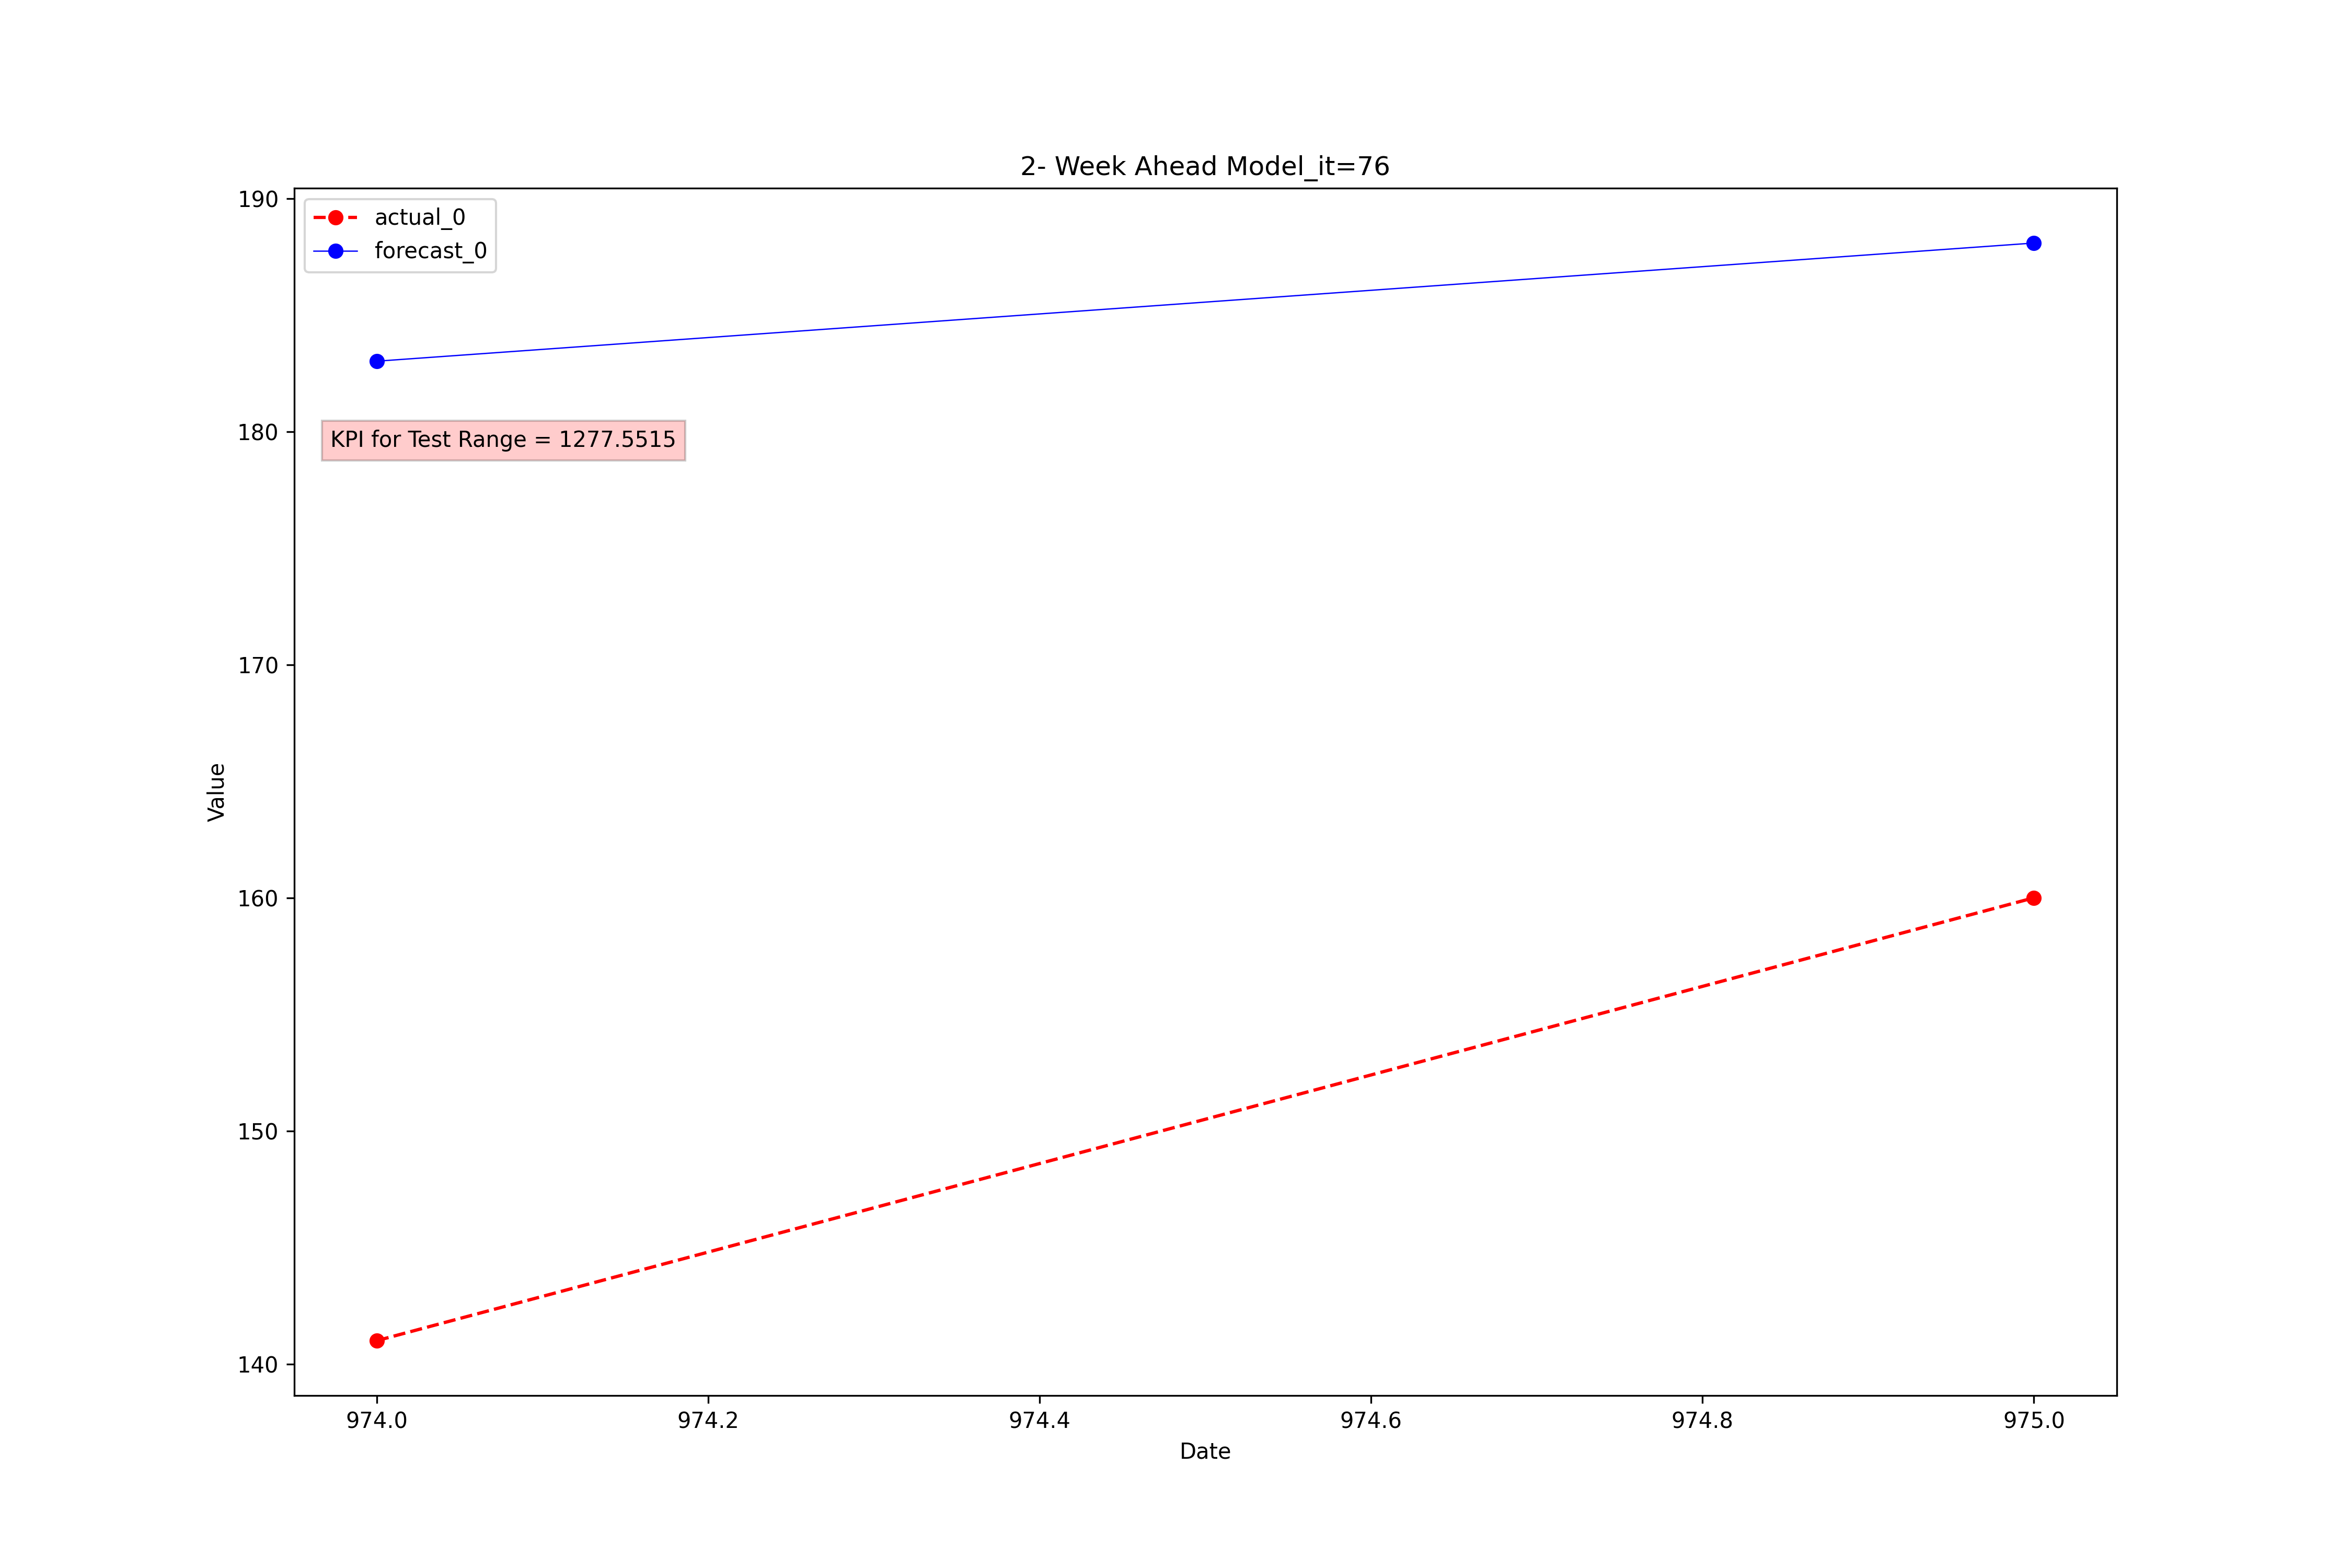 2- Week Ahead Model_it=76
190
actual_0
forecast_0
180
KPI for Test Range = 1277.5515
170
Value
160
150
140
974.0 974.2 974.4 974.6 974.8 975.0
Date